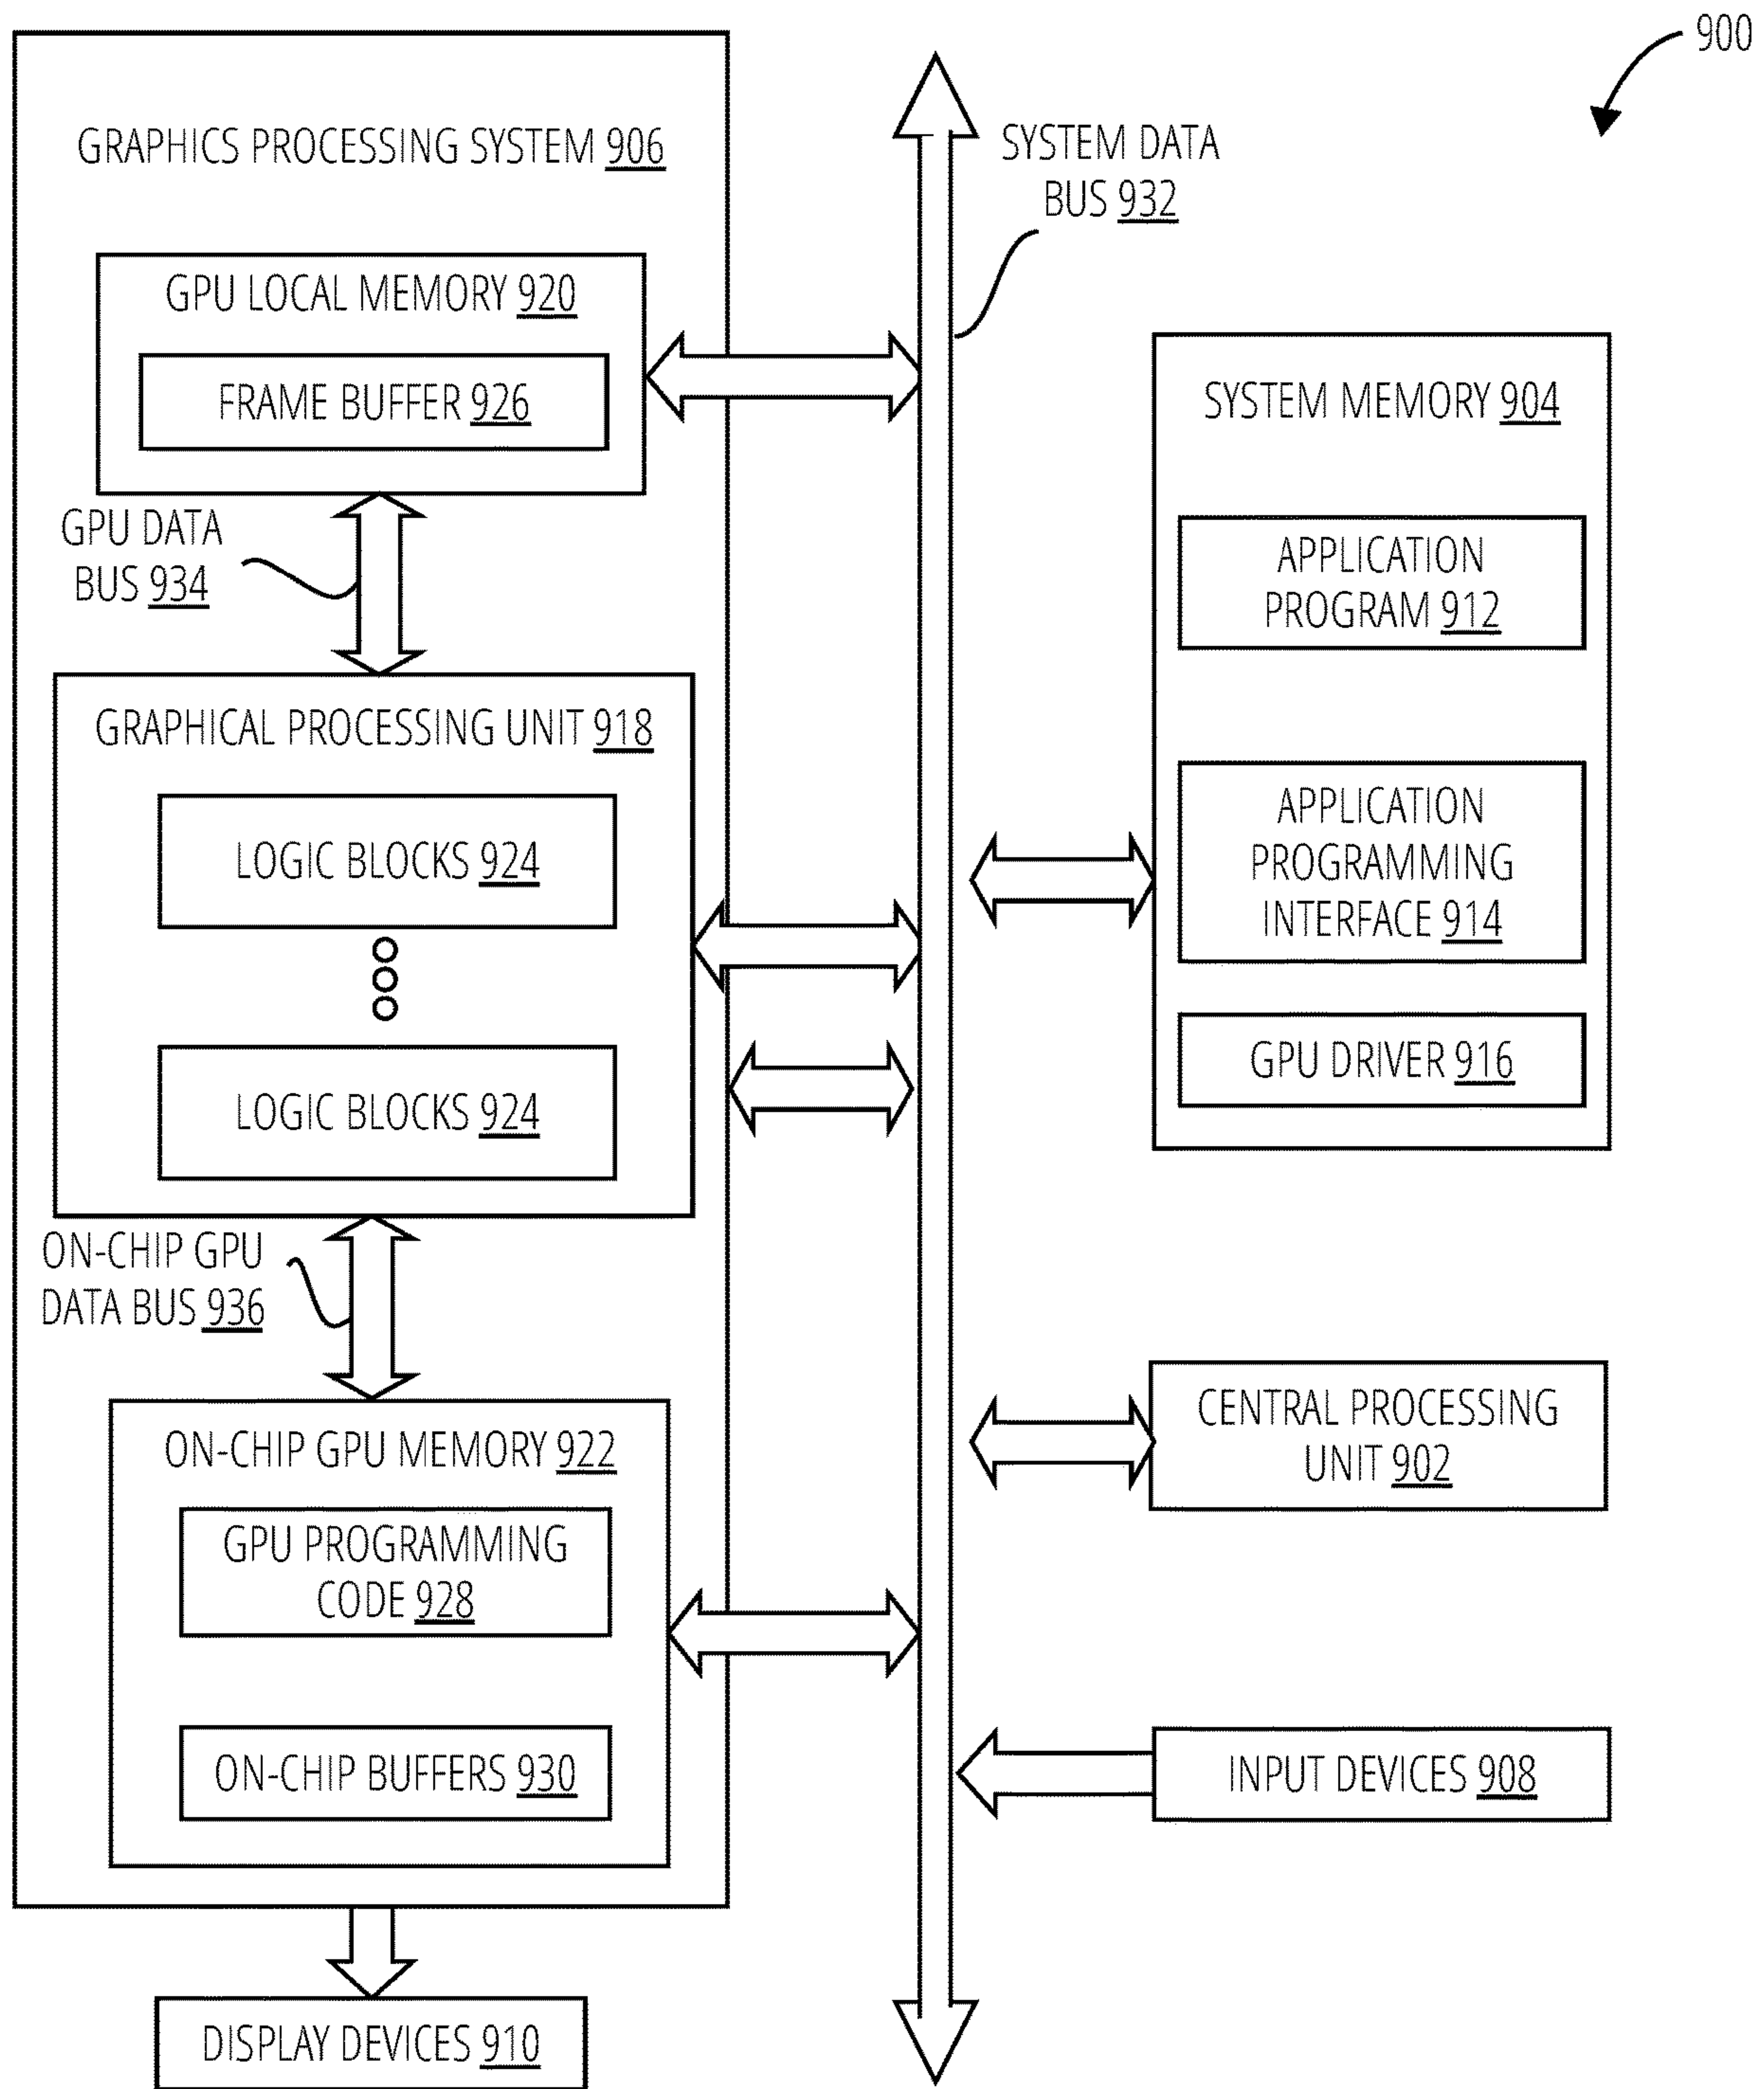 900
GRAPHICS PROCESSING SYSTEM 906
SYSTEM DATA
BUS 932
GPU LOCAL MEMORY 920
FRAME BUFFER 926
GPU DATA
BUS 934
GRAPHICAL PROCESSING UNIT 918
LOGIC BLOCKS 924
LOGIC BLOCKS 924
ON-CHIP GPU
DATA BUS 936
ON-CHIP GPU MEMORY 922
GPU PROGRAMMING
CODE 928
ON-CHIP BUFFERS 930
DISPLAY DEVICES 910
SYSTEM MEMORY 904
APPLICATION
PROGRAM 912
APPLICATION
PROGRAMMING
INTERFACE 914
GPU DRIVER 916
CENTRAL PROCESSING
UNIT 902
INPUT DEVICES 908